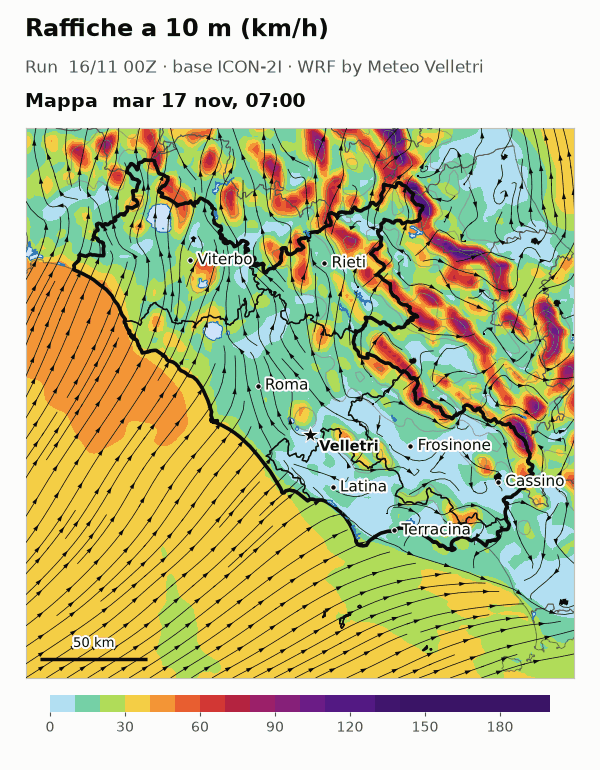 Raffiche a 10 m (km/h)
Run  16/11 00Z · base ICON-2I · WRF by Meteo Velletri
Mappa  mar 17 nov, 07:00
Viterbo
Rieti
Roma
Velletri
Frosinone
Latina
Cassino
Terracina
50 km
0 30 60 90 120 150 180